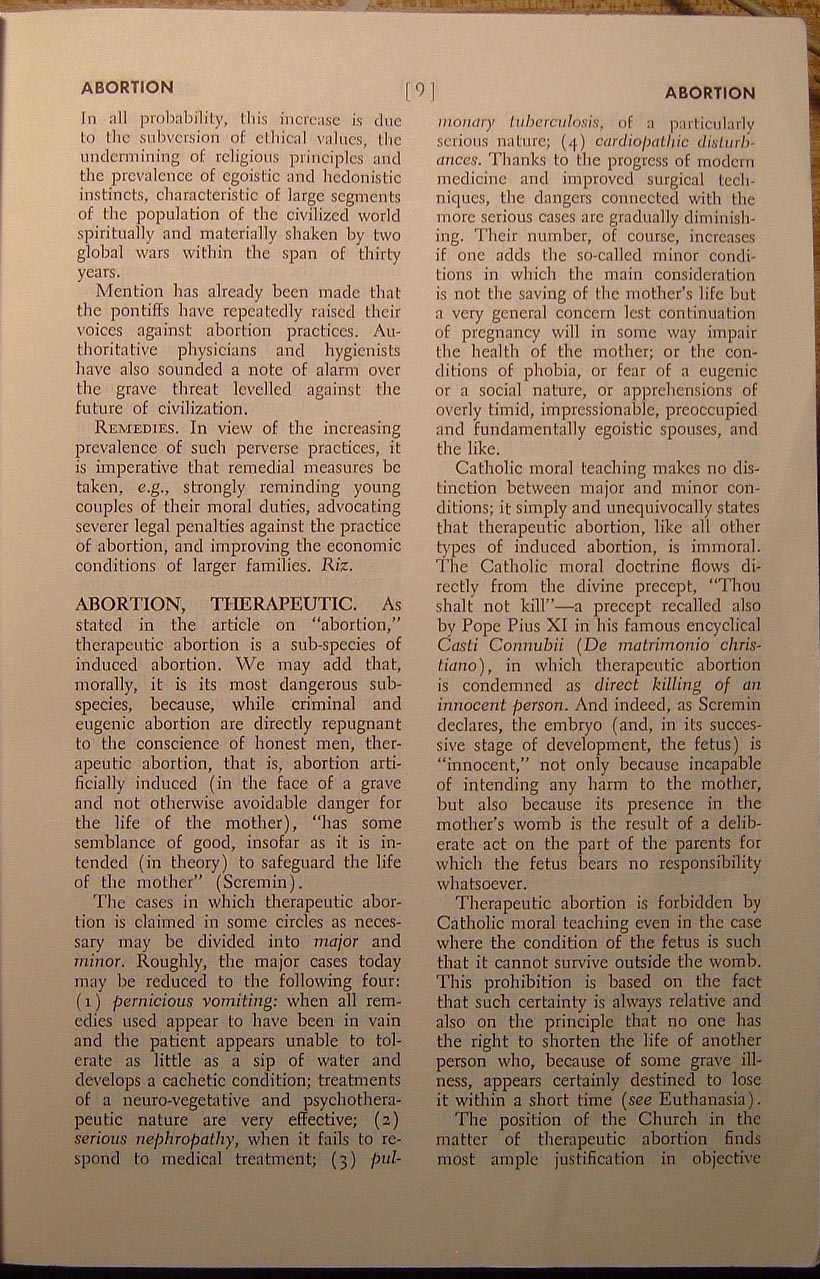 ABORTION
[9]
ABORTION
In all probability, this increase is due
to the subversion of ethical values, the
undermining of religious principles and
the prevalence of egoistic and hedonistic
instincts, characteristic of large segments
of the population of the civilized world
spiritually and materially shaken by two
global wars within the span of thirty
years.
Mention has already been made that
the pontiffs have repeatedly raised their
voices against abortion practices. Au-
thoritative physicians and hygienists
have also sounded a note of alarm over
the grave threat levelled against the
future of civilization.
REMEDIES. In view of the increasing
prevalence of such perverse practices, it
is imperative that remedial measures be
taken, e.g., strongly reminding young
couples of their moral duties, advocating
severer legal penalties against the practice
of abortion, and improving the economic
conditions of larger families. Riz.
ABORTION, THERAPEUTIC. As
stated in the article on "abortion,"
therapeutic abortion is a sub-species of
induced abortion. We may add that,
morally, it is its most dangerous sub-
species, because, while criminal and
eugenic abortion are directly repugnant
to the conscience of honest men, ther-
apeutic abortion, that is, abortion arti-
ficially induced (in the face of a grave
and not otherwise avoidable danger for
the life of the mother), "has some
semblance of good, insofar as it is in-
tended (in theory) to safeguard the life
of the mother" (Scremin).
The cases in which therapeutic abor-
tion is claimed in some circles as neces-
sary may be divided into major and
minor. Roughly, the major cases today
may be reduced to the following four:
(1) pernicious vomiting: when all rem-
edies used appear to have been in vain
and the patient appears unable to tol-
erate as little as a sip of water and
develops a cachetic condition; treatments
of a neuro-vegetative and psychothera-
peutic nature are very effective; (2)
serious nephropathy, when it fails to re-
spond to medical treatment; (3) pul-
monary tuberculosis, of a particularly
serious nature; (4) cardiopathic disturb-
ances. Thanks to the progress of modern
medicine and improved surgical tech-
niques, the dangers connected with the
more serious cases are gradually diminish-
ing. Their number, of course, increases
if one adds the so-called minor condi-
tions in which the main consideration
is not the saving of the mother's life but
a very general concern lest continuation
of pregnancy will in some way impair
the health of the mother; or the con-
ditions of phobia, or fear of a eugenic
or a social nature, or apprehensions of
overly timid, impressionable, preoccupied
and fundamentally egoistic spouses, and
the like.
Catholic moral teaching makes no dis-
tinction between major and minor con-
ditions; it simply and unequivocally states
that therapeutic abortion, like all other
types of induced abortion, is immoral.
The Catholic moral doctrine flows di-
rectly from the divine precept, "Thou
shalt not kill"—a precept recalled also
by Pope Pius XI in his famous encyclical
Casti Connubii (De matrimonio chris-
tiano), in which therapeutic abortion
is condemned as direct killing of an
innocent person. And indeed, as Scremin
declares, the embryo (and, in its succes-
sive stage of development, the fetus) is
"innocent," not only because incapable
of intending any harm to the mother,
but also because its presence in the
mother's womb is the result of a delib-
erate act on the part of the parents for
which the fetus bears no responsibility
whatsoever.
Therapeutic abortion is forbidden by
Catholic moral teaching even in the case
where the condition of the fetus is such
that it cannot survive outside the womb.
This prohibition is based on the fact
that such certainty is always relative and
also on the principle that no one has
the right to shorten the life of another
person who, because of some grave ill-
ness, appears certainly destined to lose
it within a short time (see Euthanasia).
The position of the Church in the
matter of therapeutic abortion finds
most ample justification in objective